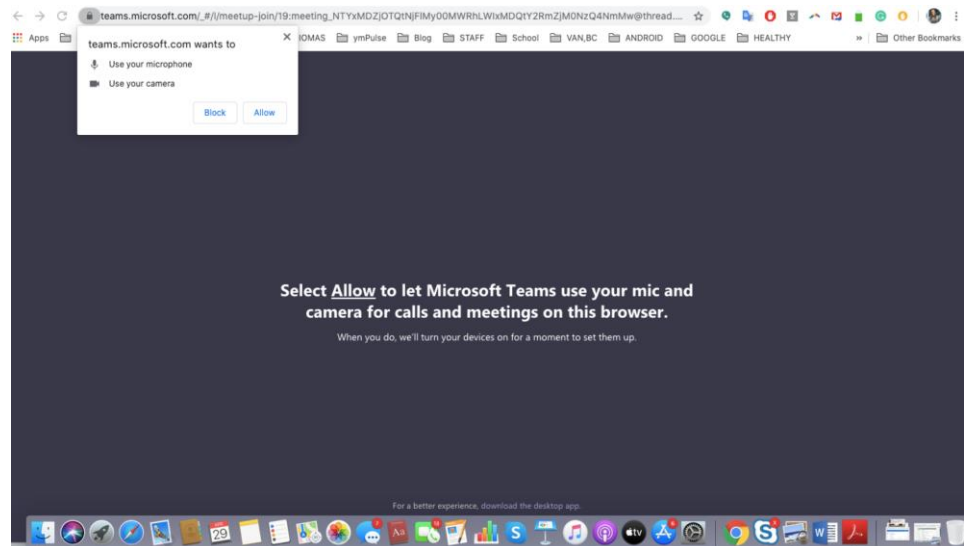 teams.microsoft.com/_#/l/meetup-join/19:meeting_NTYxMDZjOTQtNjFlMy00MWRhLWIxMDQtY2RmZjM0NzQ4NmMw@thread....
Apps OMAS ymPulse Blog STAFF School VAN,BC ANDROID GOOGLE HEALTHY » Other Bookmarks
teams.microsoft.com wants to
Use your microphone
Use your camera
Block Allow
Select Allow to let Microsoft Teams use your mic and
camera for calls and meetings on this browser.
When you do, we'll turn your devices on for a moment to set them up.
For a better experience, download the desktop app.
29
tv